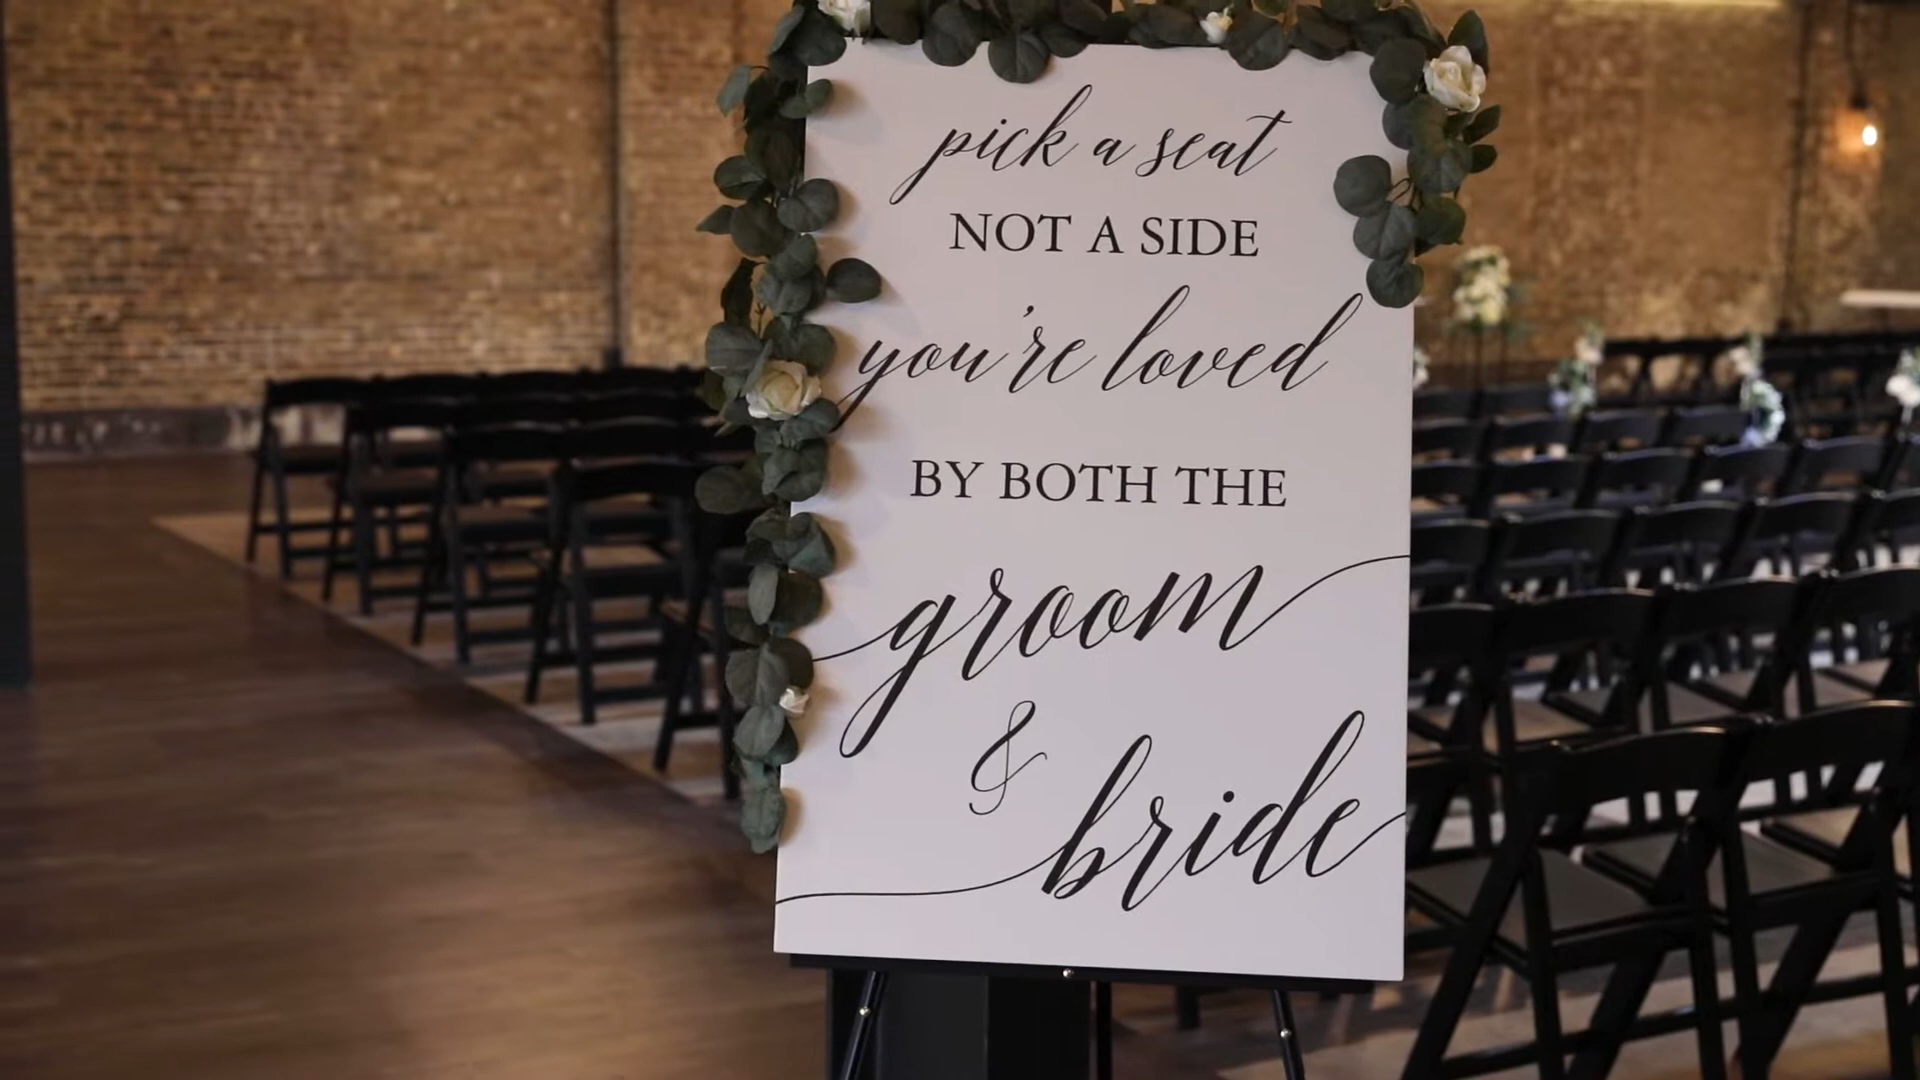 pick a seat
NOT A SIDE
you're loved
BY BOTH THE
groom
&
bride